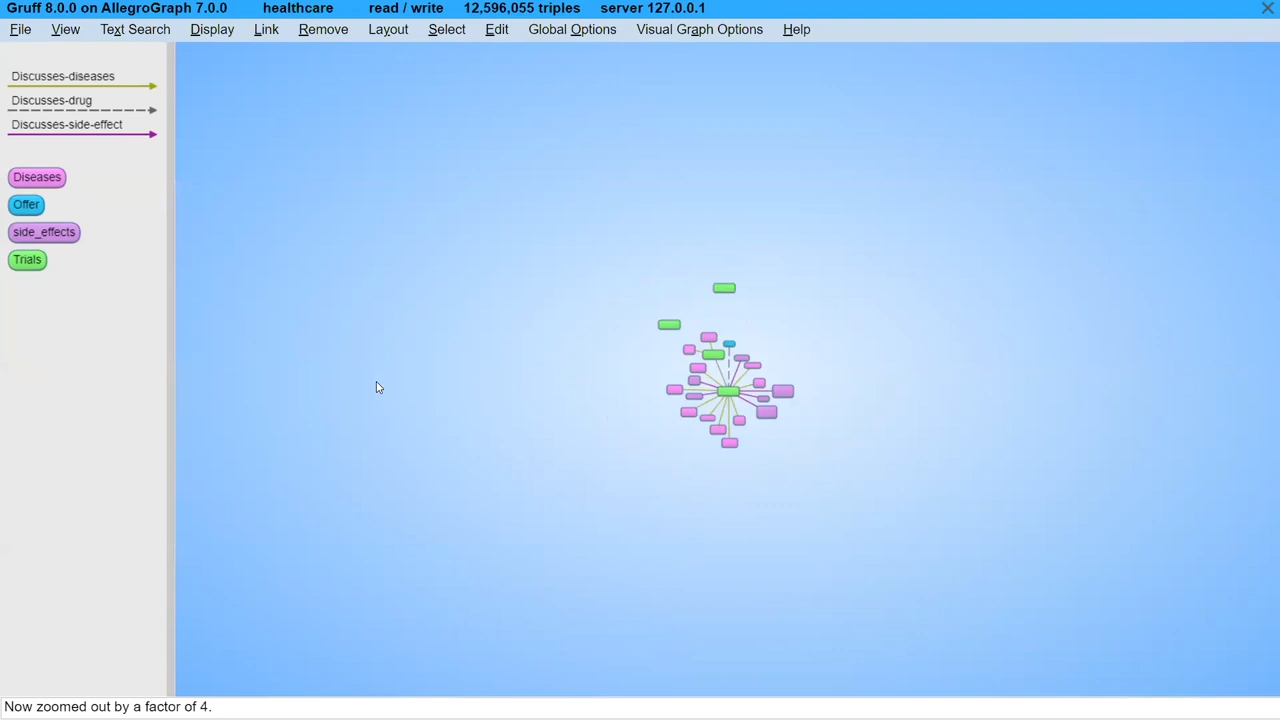 Gruff 8.0.0 on AllegroGraph 7.0.0 healthcare read / write 12,596,055 triples server 127.0.0.1
File View Text Search Display Link Remove Layout Select Edit Global Options Visual Graph Options Help
Discusses-diseases
Discusses-drug
Discusses-side-effect
Diseases
Offer
side_effects
Trials
Now zoomed out by a factor of 4.